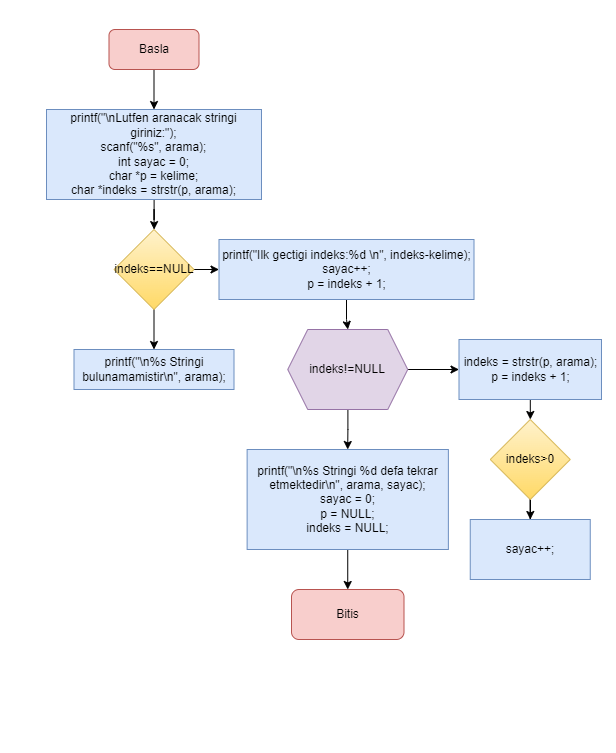 Basla
printf("\nLutfen aranacak stringi
giriniz:");
scanf("%s", arama);
int sayac = 0;
char *p = kelime;
char *indeks = strstr(p, arama);
indeks==NULL
printf("Ilk gectigi indeks:%d \n", indeks-kelime);
sayac++;
p = indeks + 1;
printf("\n%s Stringi
bulunamamistir\n", arama);
indeks!=NULL
indeks = strstr(p, arama);
p = indeks + 1;
indeks>0
printf("\n%s Stringi %d defa tekrar
etmektedir\n", arama, sayac);
sayac = 0;
p = NULL;
indeks = NULL;
sayac++;
Bitis